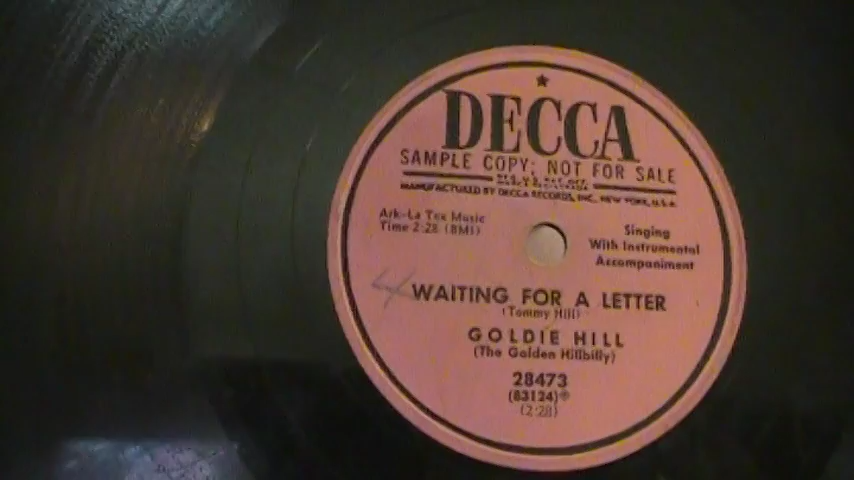 DECCA
SAMPLE COPY; NOT FOR SALE
MANUFACTURED BY DECCA RECORDS, INC., NEW YORK, U.S.A.
Ark-La Tex Music
Time 2:28 (BMI)
Singing
With Instrumental
Accompaniment
WAITING FOR A LETTER
(Tommy Hill)
GOLDIE HILL
(The Golden Hillbilly)
28473
(83124)
(2:28)